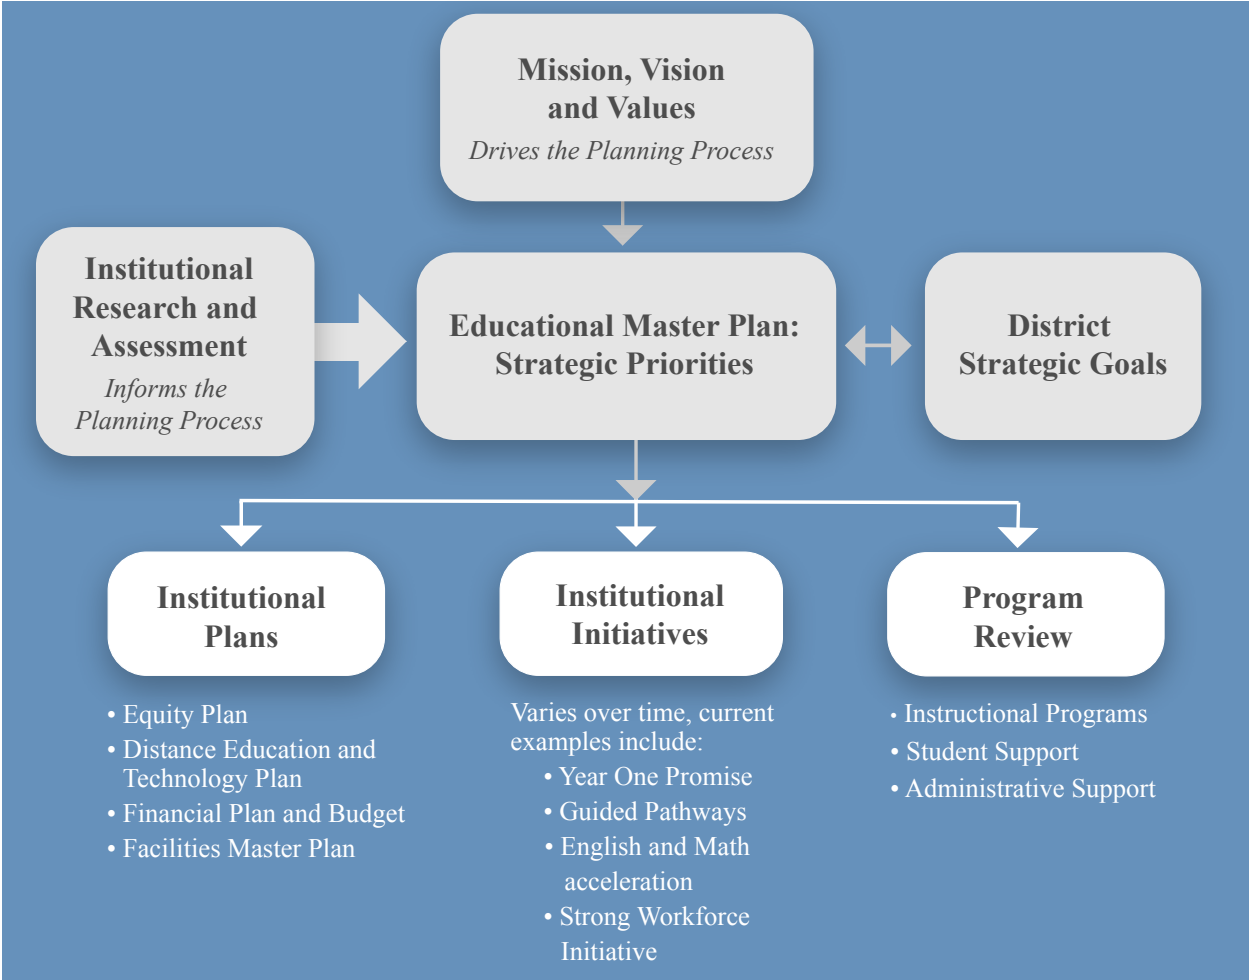 Mission, Vision
and Values
Drives the Planning Process
Institutional
Research and
Assessment
Informs the
Planning Process
Educational Master Plan:
Strategic Priorities
District
Strategic Goals
Institutional
Plans
• Equity Plan
• Distance Education and
Technology Plan
• Financial Plan and Budget
• Facilities Master Plan
Institutional
Initiatives
Varies over time, current
examples include:
• Year One Promise
• Guided Pathways
• English and Math
acceleration
• Strong Workforce
Initiative
Program
Review
• Instructional Programs
• Student Support
• Administrative Support